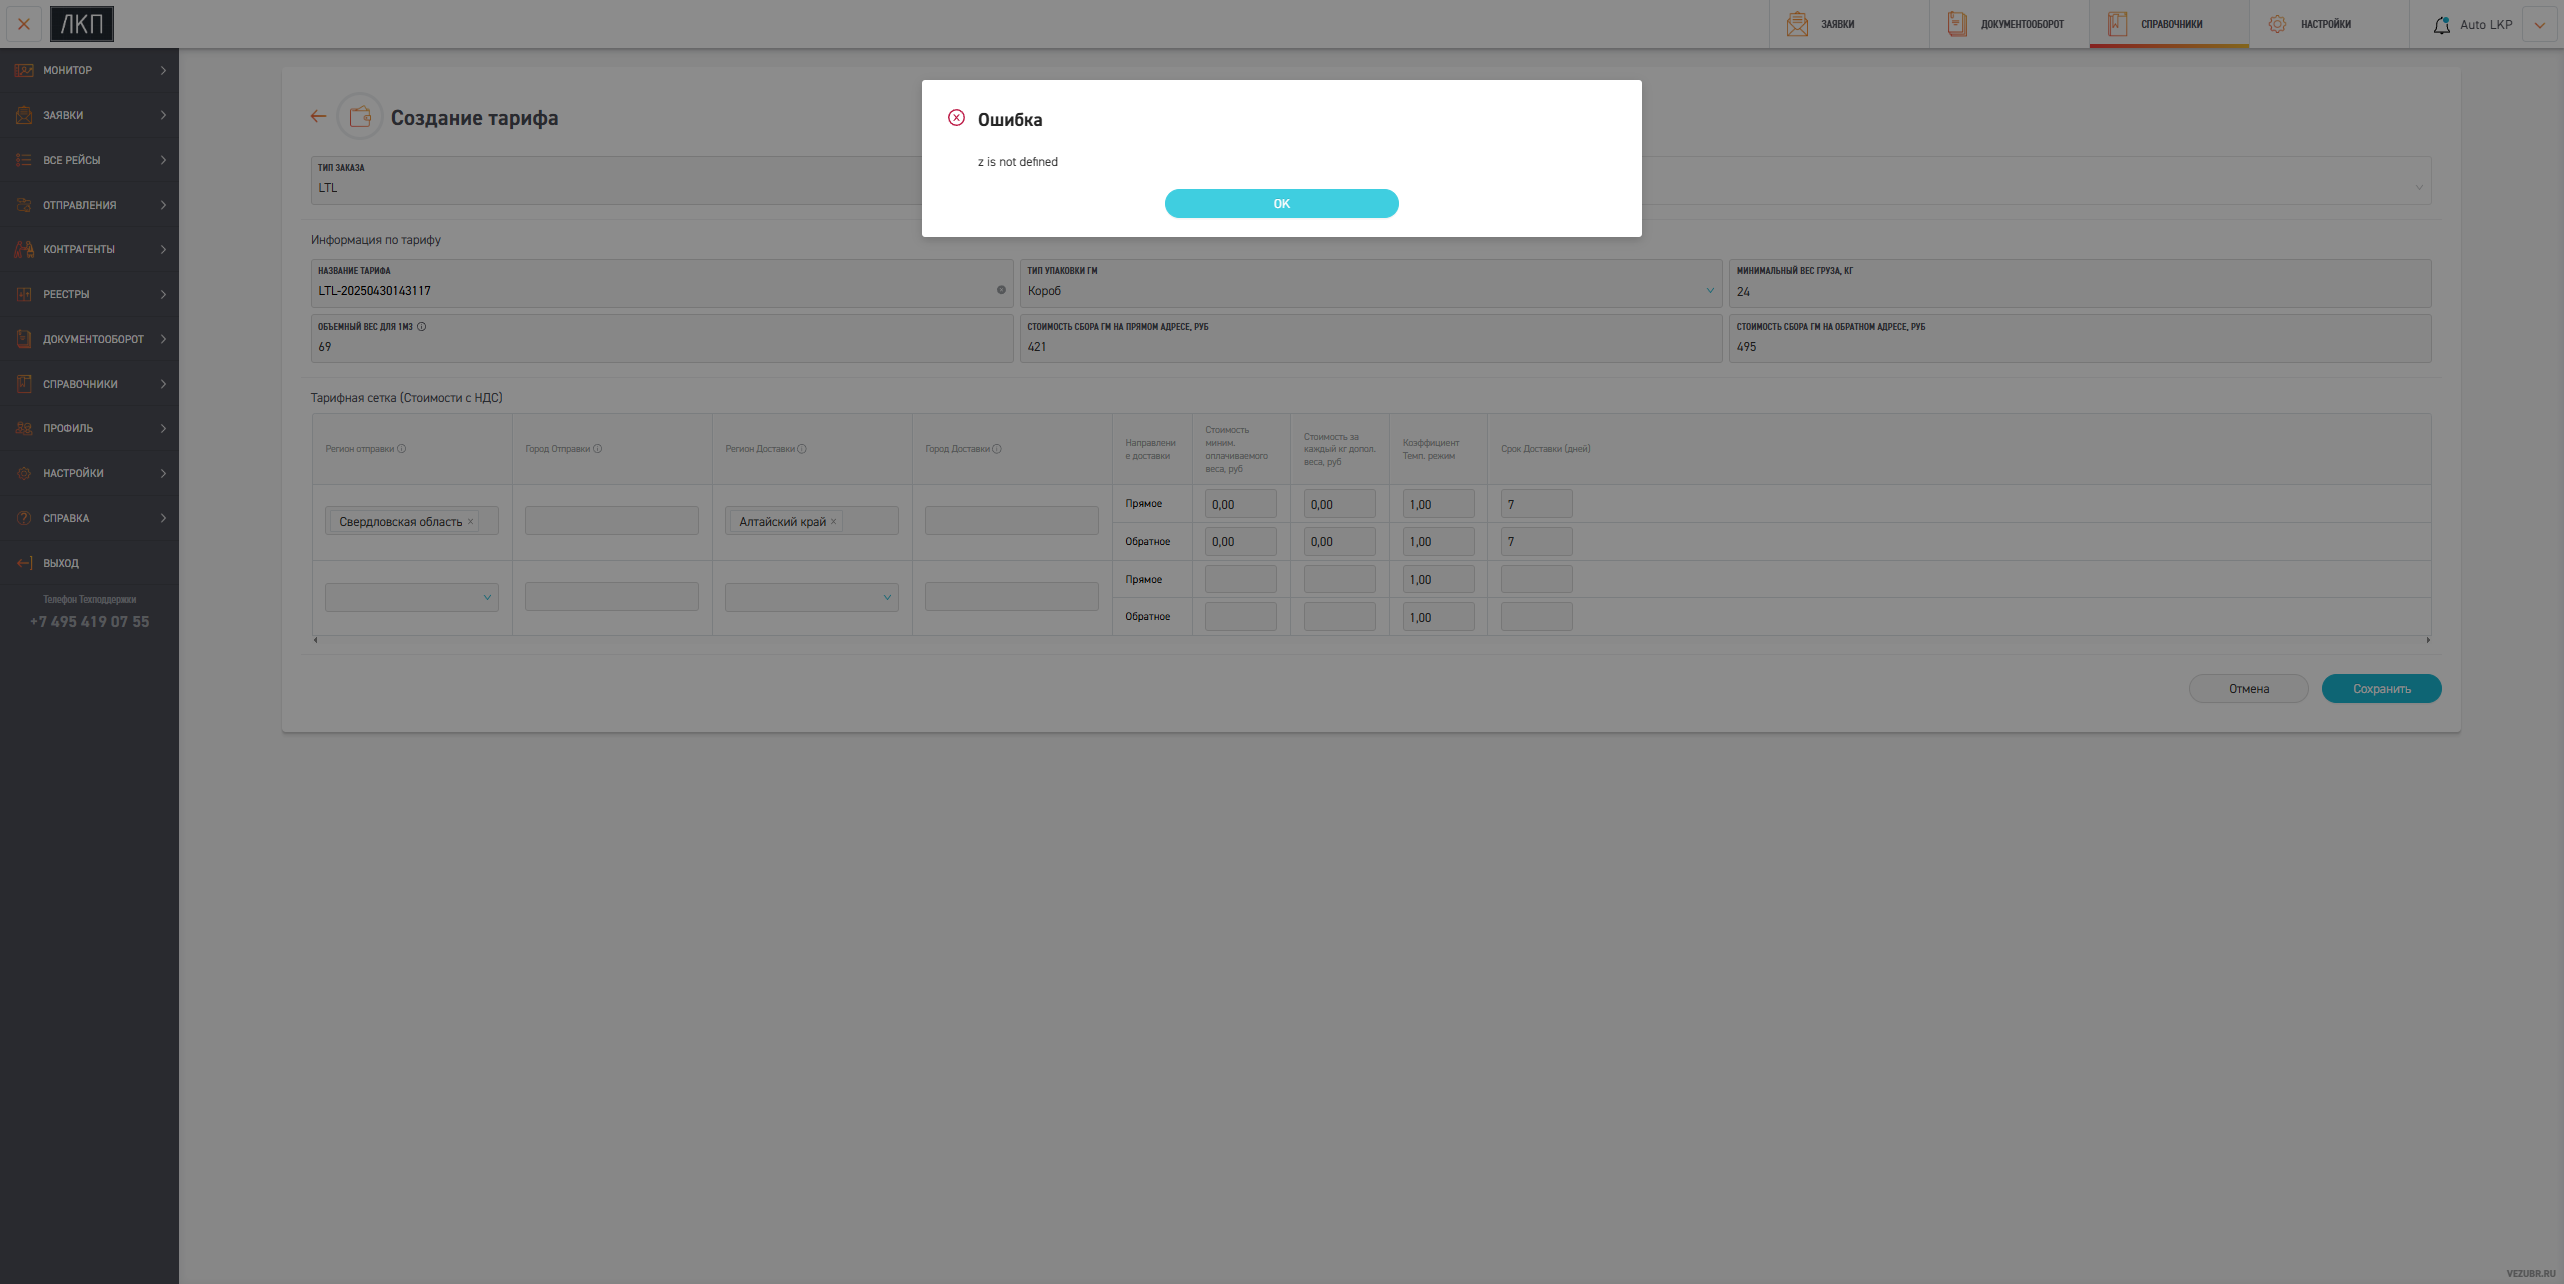 ЛКП
ЗАЯВКИ
ДОКУМЕНТООБОРОТ
СПРАВОЧНИКИ
НАСТРОЙКИ
Auto LKP
МОНИТОР
ЗАЯВКИ
ВСЕ РЕЙСЫ
ОТПРАВЛЕНИЯ
КОНТРАГЕНТЫ
РЕЕСТРЫ
ДОКУМЕНТООБОРОТ
СПРАВОЧНИКИ
ПРОФИЛЬ
НАСТРОЙКИ
СПРАВКА
ВЫХОД
Телефон Техподдержки
+7 495 419 07 55
Создание тарифа
Ошибка
z is not defined
OK
ТИП ЗАКАЗА
LTL
Информация по тарифу
НАЗВАНИЕ ТАРИФА
LTL-20250430143117
ТИП УПАКОВКИ ГМ
Короб
МИНИМАЛЬНЫЙ ВЕС ГРУЗА, КГ
24
ОБЪЕМНЫЙ ВЕС ДЛЯ 1М3
69
СТОИМОСТЬ СБОРА ГМ НА ПРЯМОМ АДРЕСЕ, РУБ
421
СТОИМОСТЬ СБОРА ГМ НА ОБРАТНОМ АДРЕСЕ, РУБ
495
Тарифная сетка (Стоимости с НДС)
Регион отправки
Город Отправки
Регион Доставки
Город Доставки
Направлени
е доставки
Стоимость
миним.
оплачиваемого
веса, руб
Стоимость за
каждый кг допол.
веса, руб
Коэффициент
Темп. режим
Срок Доставки (дней)
Свердловская область ×
Алтайский край ×
Прямое 0,00 0,00 1,00 7
Обратное 0,00 0,00 1,00 7
Прямое 1,00
Обратное 1,00
Отмена
Сохранить
VEZUBR.RU